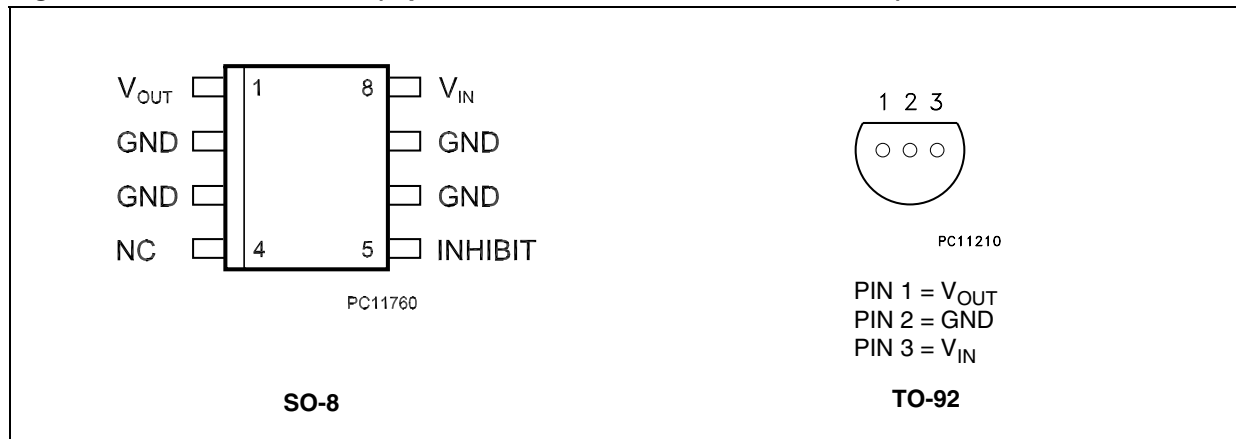 V_OUT 1 8 V_IN
GND GND
GND GND
NC 4 5 INHIBIT
PC11760
SO-8
1 2 3
PC11210
PIN 1 = V_OUT
PIN 2 = GND
PIN 3 = V_IN
TO-92